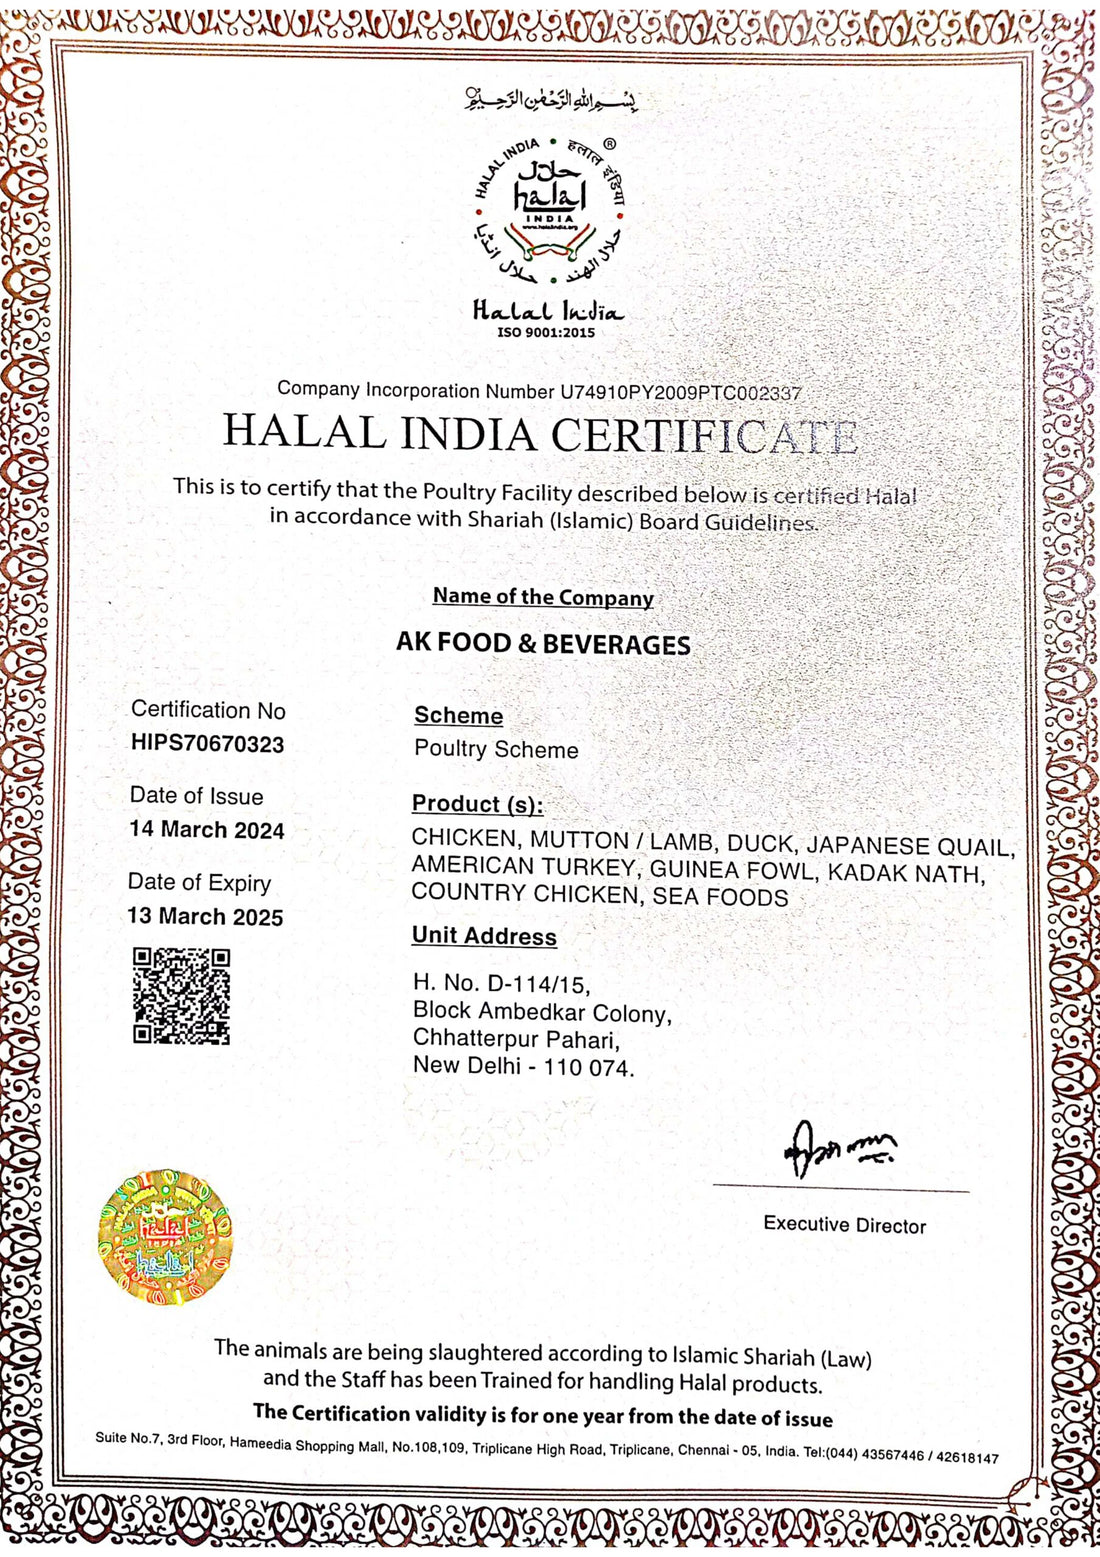 بِسْمِ اللهِ الرَّحْمٰنِ الرَّحِيْمِ
HALAL INDIA • हलाल इंडिया ®
حلال
halal
INDIA
www.halalindia.org
حلال انڈیا • حلال الهند
Halal India
ISO 9001:2015
Company Incorporation Number U74910PY2009PTC002337
HALAL INDIA CERTIFICATE
This is to certify that the Poultry Facility described below is certified Halal
in accordance with Shariah (Islamic) Board Guidelines.
Name of the Company
AK FOOD & BEVERAGES
Certification No
HIPS70670323
Date of Issue
14 March 2024
Date of Expiry
13 March 2025
Scheme
Poultry Scheme
Product (s):
CHICKEN, MUTTON / LAMB, DUCK, JAPANESE QUAIL,
AMERICAN TURKEY, GUINEA FOWL, KADAK NATH,
COUNTRY CHICKEN, SEA FOODS
Unit Address
H. No. D-114/15,
Block Ambedkar Colony,
Chhatterpur Pahari,
New Delhi - 110 074.
Executive Director
halal
INDIA
halal
The animals are being slaughtered according to Islamic Shariah (Law)
and the Staff has been Trained for handling Halal products.
The Certification validity is for one year from the date of issue
Suite No.7, 3rd Floor, Hameedia Shopping Mall, No.108,109, Triplicane High Road, Triplicane, Chennai - 05, India. Tel:(044) 43567446 / 42618147